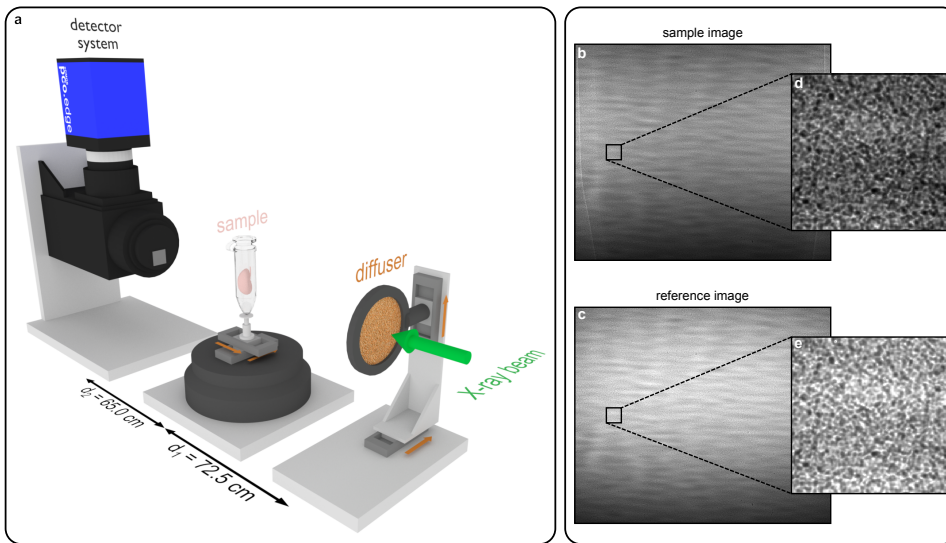 a
detector
system
pco.edge
sample
diffuser
X-ray beam
d₂ = 65.0 cm
d₁ = 72.5 cm
sample image
b
d
reference image
c
e